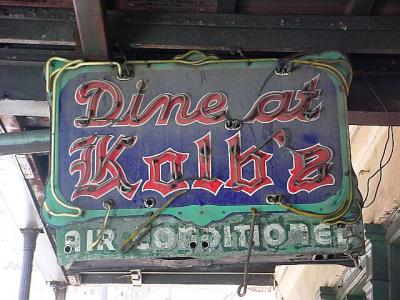 Dine at
Kolb's
AIR CONDITIONED